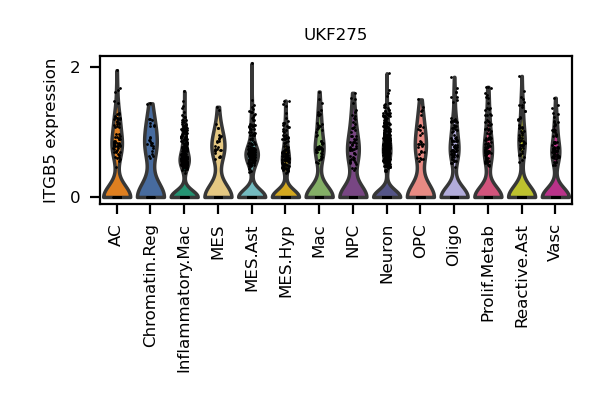 UKF275
ITGB5 expression
2
0
AC
Chromatin.Reg
Inflammatory.Mac
MES
MES.Ast
MES.Hyp
Mac
NPC
Neuron
OPC
Oligo
Prolif.Metab
Reactive.Ast
Vasc